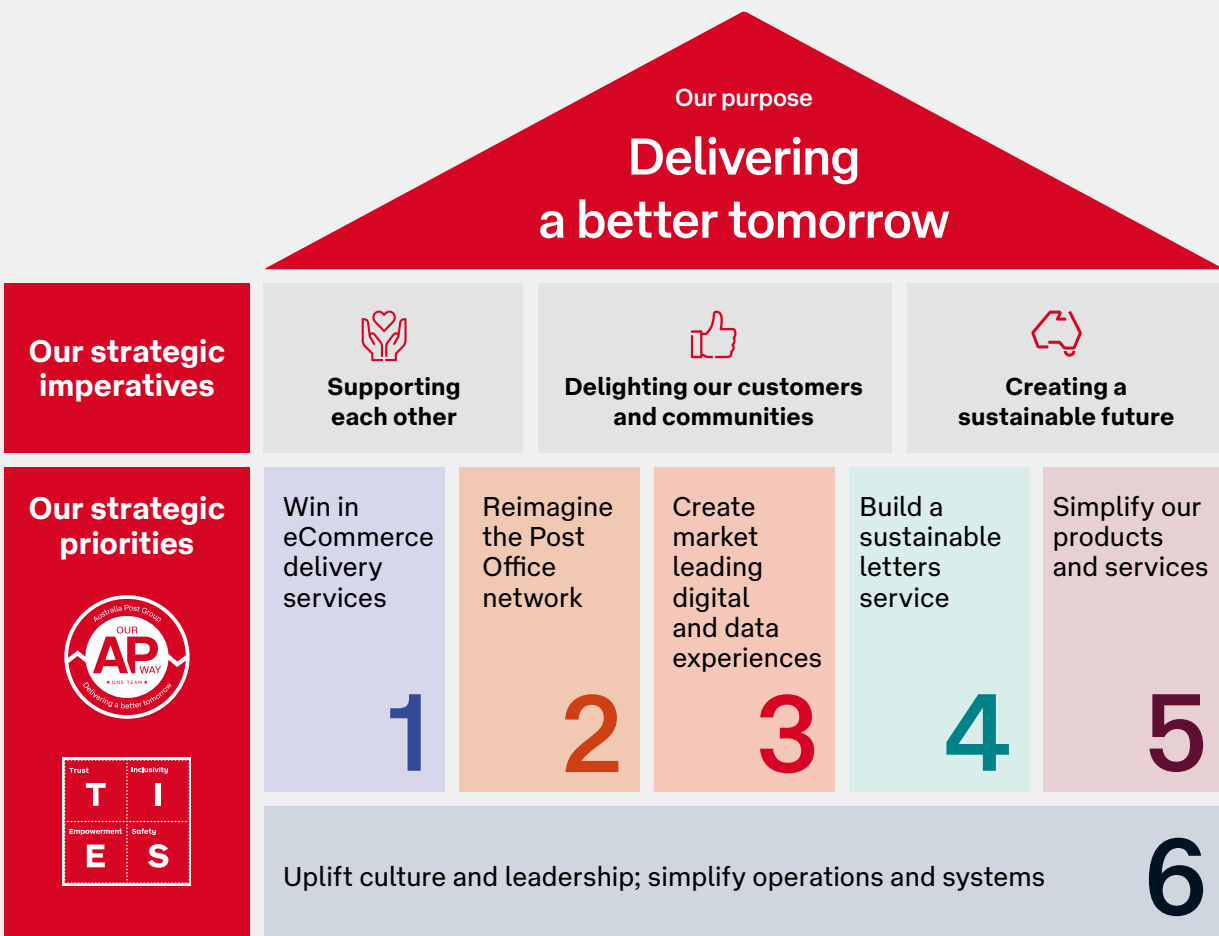 Our purpose
Delivering
a better tomorrow
Our strategic
imperatives
Supporting
each other
Delighting our customers
and communities
Creating a
sustainable future
Our strategic
priorities
Australia Post Group
OUR
AP
WAY
ONE TEAM
Delivering a better tomorrow
Trust
T
Inclusivity
I
Empowerment
E
Safety
S
Win in
eCommerce
delivery
services
1
Reimagine
the Post
Office
network
2
Create
market
leading
digital
and data
experiences
3
Build a
sustainable
letters
service
4
Simplify our
products
and services
5
Uplift culture and leadership; simplify operations and systems
6